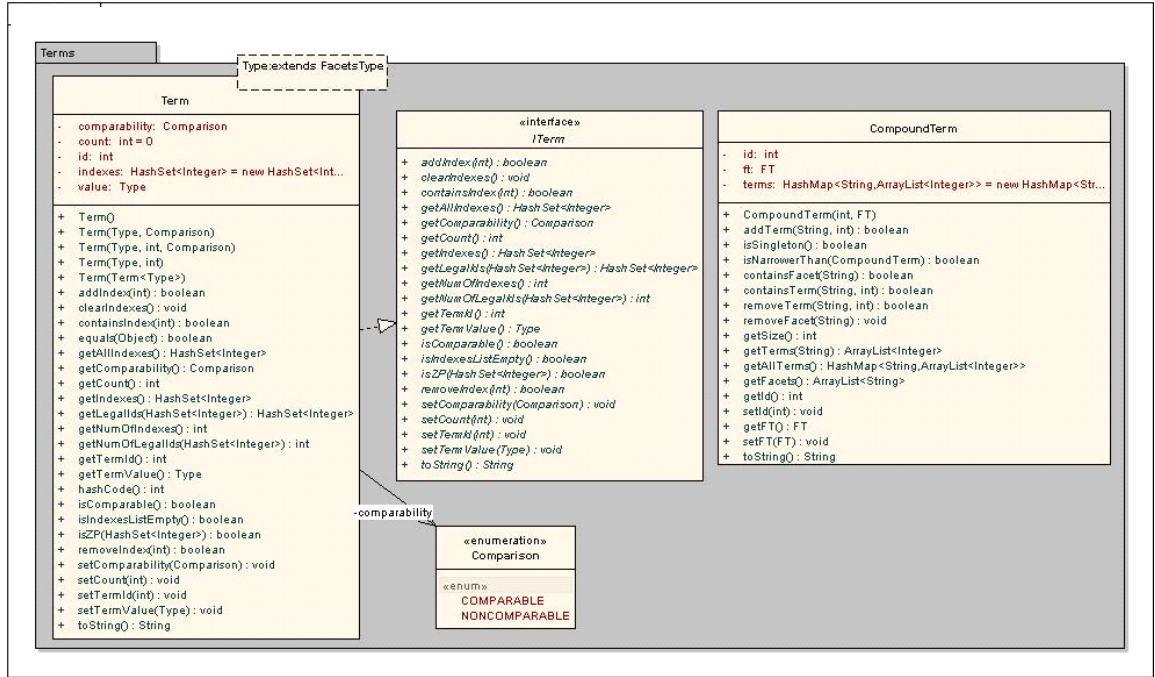 Terms
Type:extends FacetsType
Term
- comparability: Comparison
- count: int = 0
- id: int
- indexes: HashSet<Integer> = new HashSet<Int...
- value: Type
+ Term()
+ Term(Type, Comparison)
+ Term(Type, int, Comparison)
+ Term(Type, int)
+ Term(Term<Type>)
+ addIndex(int) : boolean
+ clearIndexes() : void
+ containsIndex(int) : boolean
+ equals(Object) : boolean
+ getAllIndexes() : HashSet<Integer>
+ getComparability() : Comparison
+ getCount() : int
+ getIndexes() : HashSet<Integer>
+ getLegalIds(HashSet<Integer>) : HashSet<Integer>
+ getNumOfIndexes() : int
+ getNumOfLegalIds(HashSet<Integer>) : int
+ getTermId() : int
+ getTermValue() : Type
+ hashCode() : int
+ isComparable() : boolean
+ isIndexesListEmpty() : boolean
+ isZP(HashSet<Integer>) : boolean
+ removeIndex(int) : boolean
+ setComparability(Comparison) : void
+ setCount(int) : void
+ setTermId(int) : void
+ setTermValue(Type) : void
+ toString() : String
«interface»
ITerm
+ addIndex(int) : boolean
+ clearIndexes() : void
+ containsIndex(int) : boolean
+ getAllIndexes() : HashSet<Integer>
+ getComparability() : Comparison
+ getCount() : int
+ getIndexes() : HashSet<Integer>
+ getLegalIds(HashSet<Integer>) : HashSet<Integer>
+ getNumOfIndexes() : int
+ getNumOfLegalIds(HashSet<Integer>) : int
+ getTermId() : int
+ getTermValue() : Type
+ isComparable() : boolean
+ isIndexesListEmpty() : boolean
+ isZP(HashSet<Integer>) : boolean
+ removeIndex(int) : boolean
+ setComparability(Comparison) : void
+ setCount(int) : void
+ setTermId(int) : void
+ setTermValue(Type) : void
+ toString() : String
CompoundTerm
- id: int
- ft: FT
- terms: HashMap<String,ArrayList<Integer>> = new HashMap<Str...
+ CompoundTerm(int, FT)
+ addTerm(String, int) : boolean
+ isSingleton() : boolean
+ isNarrowerThan(CompoundTerm) : boolean
+ containsFacet(String) : boolean
+ containsTerm(String, int) : boolean
+ removeTerm(String, int) : boolean
+ removeFacet(String) : void
+ getSize() : int
+ getTerms(String) : ArrayList<Integer>
+ getAllTerms() : HashMap<String,ArrayList<Integer>>
+ getFacets() : ArrayList<String>
+ getId() : int
+ setId(int) : void
+ getFT() : FT
+ setFT(FT) : void
+ toString() : String
-comparability
«enumeration»
Comparison
«enum»
COMPARABLE
NONCOMPARABLE